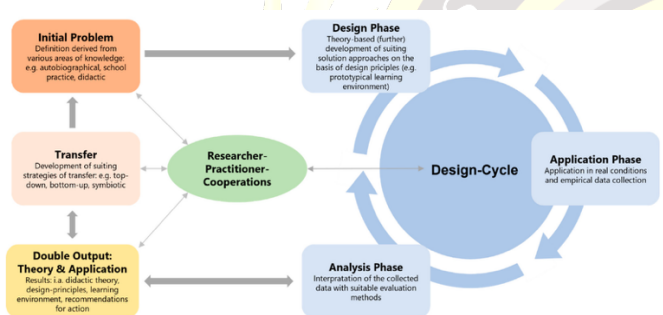 Initial Problem
Definition derived from
various areas of knowledge:
e.g. autobiographical, school
practice, didactic
Design Phase
Theory-based (further)
development of suiting
solution approaches on the
basis of design priciples (e.g.
prototypical learning
environment)
Transfer
Development of suiting
strategies of transfer: e.g. top-
down, bottom-up, symbiotic
Researcher-
Practitioner-
Cooperations
Design-Cycle
Application Phase
Application in real conditions
and empirical data collection
Double Output:
Theory & Application
Results: i.a. didactic theory,
design-principles, learning
environment, recommendations
for action
Analysis Phase
Interpratation of the collected
data with suitable evaluation
methods